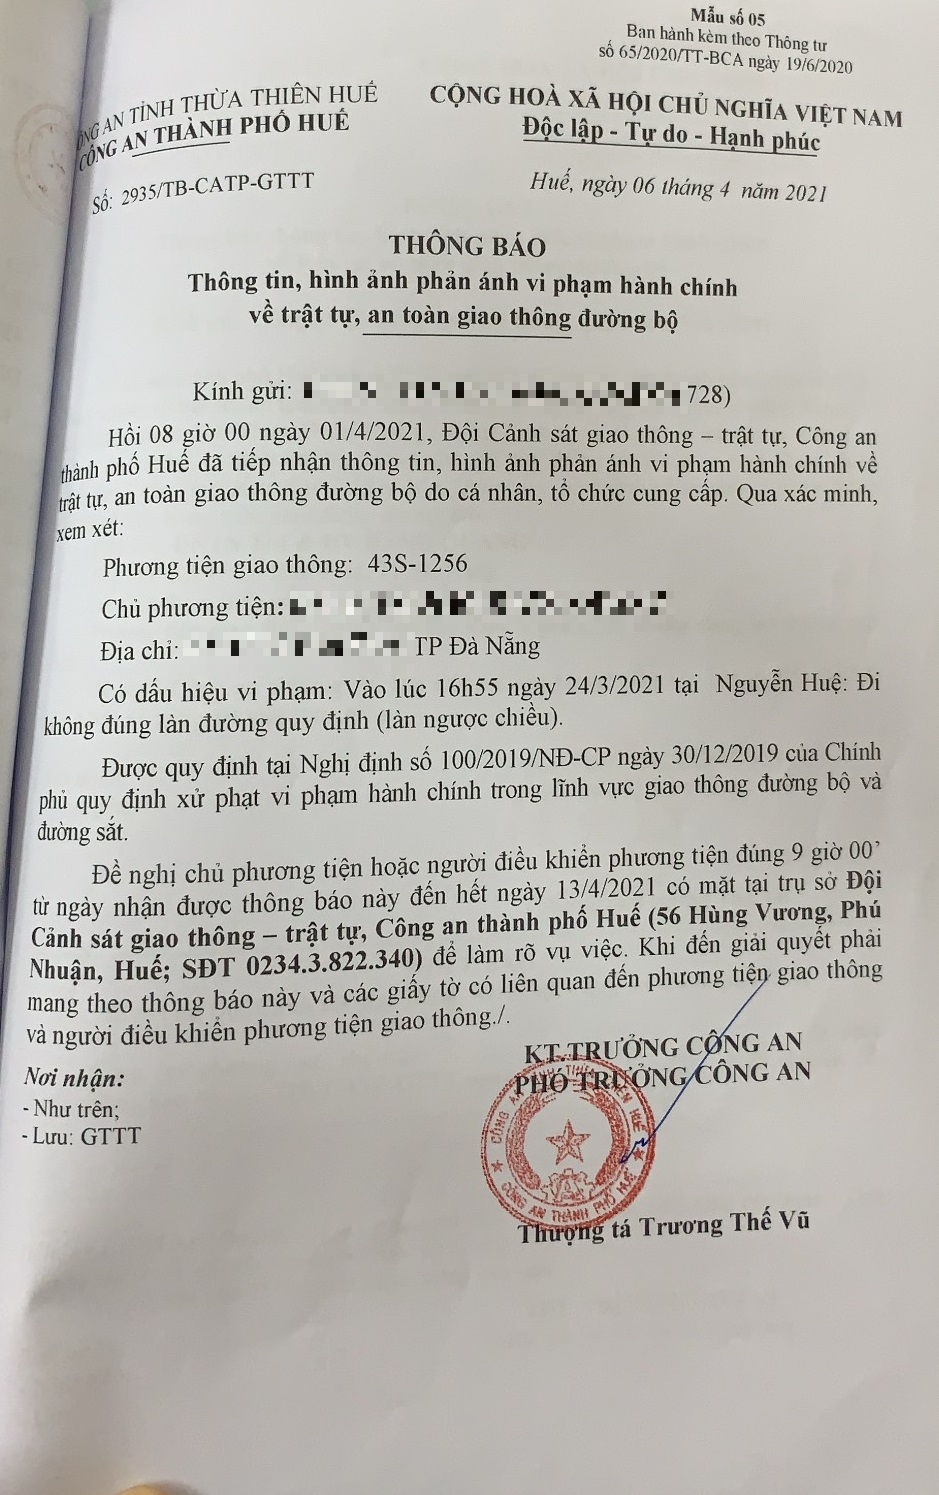 Mẫu số 05
Ban hành kèm theo Thông tư
số 65/2020/TT-BCA ngày 19/6/2020
CÔNG AN TỈNH THỪA THIÊN HUẾ
CÔNG AN THÀNH PHỐ HUẾ
CỘNG HOÀ XÃ HỘI CHỦ NGHĨA VIỆT NAM
Độc lập - Tự do - Hạnh phúc
Số: 2935/TB-CATP-GTTT
Huế, ngày 06 tháng 4 năm 2021
THÔNG BÁO
Thông tin, hình ảnh phản ánh vi phạm hành chính
về trật tự, an toàn giao thông đường bộ
Kính gửi: 728)
Hồi 08 giờ 00 ngày 01/4/2021, Đội Cảnh sát giao thông – trật tự, Công an
thành phố Huế đã tiếp nhận thông tin, hình ảnh phản ánh vi phạm hành chính về
trật tự, an toàn giao thông đường bộ do cá nhân, tổ chức cung cấp. Qua xác minh,
xem xét:
Phương tiện giao thông: 43S-1256
Chủ phương tiện:
Địa chỉ: TP Đà Nẵng
Có dấu hiệu vi phạm: Vào lúc 16h55 ngày 24/3/2021 tại Nguyễn Huệ: Đi
không đúng làn đường quy định (làn ngược chiều).
Được quy định tại Nghị định số 100/2019/NĐ-CP ngày 30/12/2019 của Chính
phủ quy định xử phạt vi phạm hành chính trong lĩnh vực giao thông đường bộ và
đường sắt.
Đề nghị chủ phương tiện hoặc người điều khiển phương tiện đúng 9 giờ 00’
từ ngày nhận được thông báo này đến hết ngày 13/4/2021 có mặt tại trụ sở Đội
Cảnh sát giao thông – trật tự, Công an thành phố Huế (56 Hùng Vương, Phú
Nhuận, Huế; SĐT 0234.3.822.340) để làm rõ vụ việc. Khi đến giải quyết phải
mang theo thông báo này và các giấy tờ có liên quan đến phương tiện giao thông
và người điều khiển phương tiện giao thông./.
KT.TRƯỞNG CÔNG AN
PHÓ TRƯỞNG CÔNG AN
Nơi nhận:
- Như trên;
- Lưu: GTTT
CÔNG AN THÀNH PHỐ HUẾ
Thượng tá Trương Thế Vũ